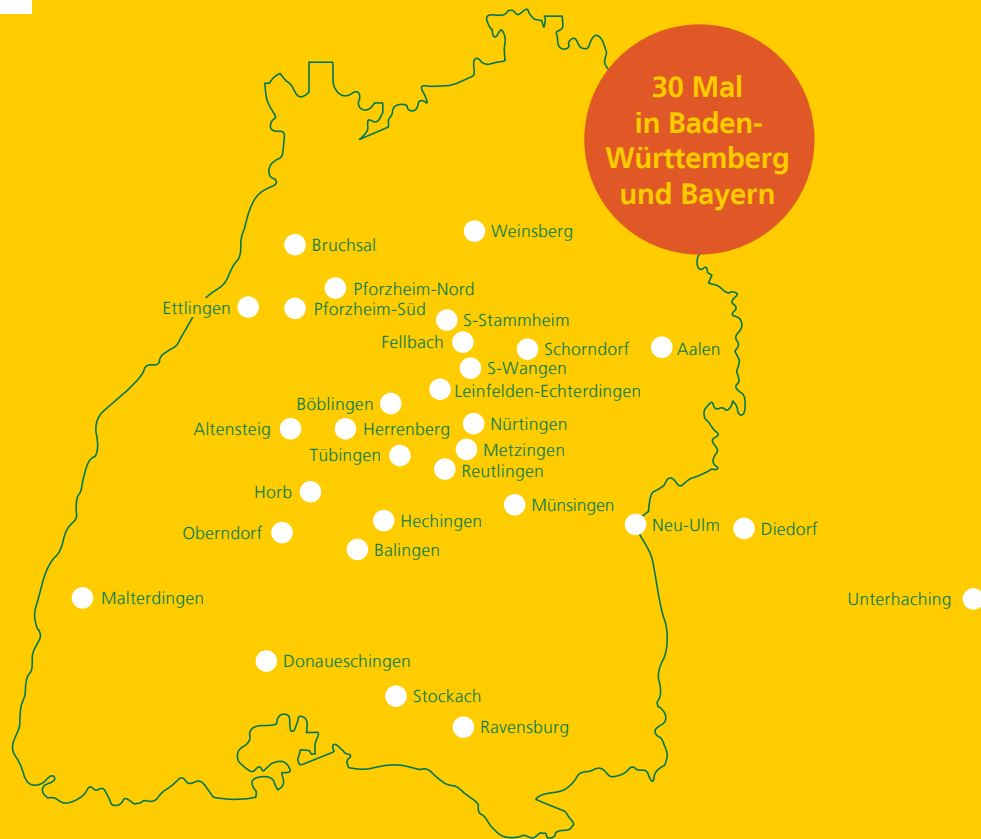 30 Mal
in Baden-
Württemberg
und Bayern
Weinsberg
Bruchsal
Pforzheim-Nord
Ettlingen
Pforzheim-Süd
S-Stammheim
Fellbach
Schorndorf
Aalen
S-Wangen
Leinfelden-Echterdingen
Böblingen
Altensteig
Herrenberg
Nürtingen
Tübingen
Metzingen
Reutlingen
Horb
Münsingen
Hechingen
Neu-Ulm
Diedorf
Oberndorf
Balingen
Malterdingen
Unterhaching
Donaueschingen
Stockach
Ravensburg